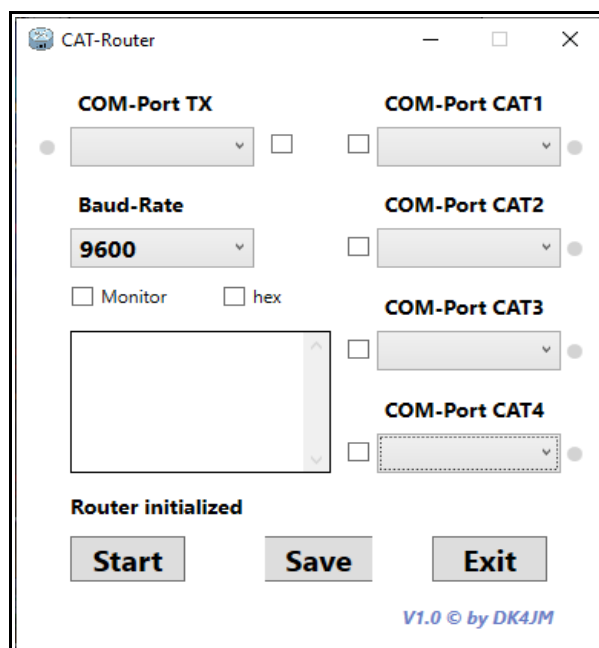 CAT-Router
COM-Port TX
COM-Port CAT1
Baud-Rate
COM-Port CAT2
9600
Monitor
hex
COM-Port CAT3
COM-Port CAT4
Router initialized
Start
Save
Exit
V1.0 © by DK4JM